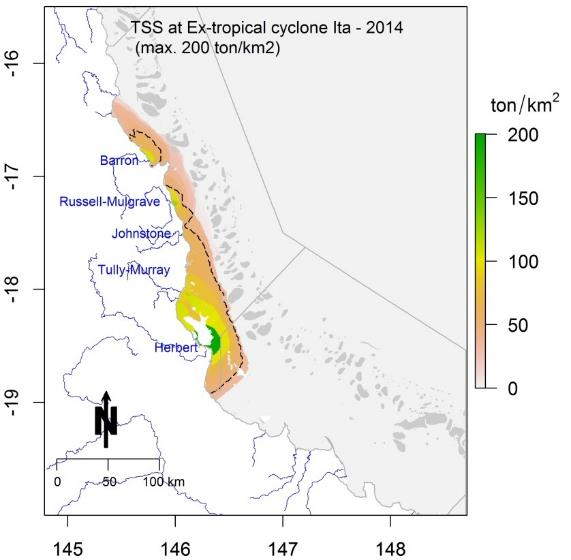 TSS at Ex-tropical cyclone Ita - 2014
(max. 200 ton/km2)
-16
-17
-18
-19
ton/km2
200
150
100
50
0
Barron
Russell-Mulgrave
Johnstone
Tully-Murray
Herbert
N
0 50 100 km
145 146 147 148